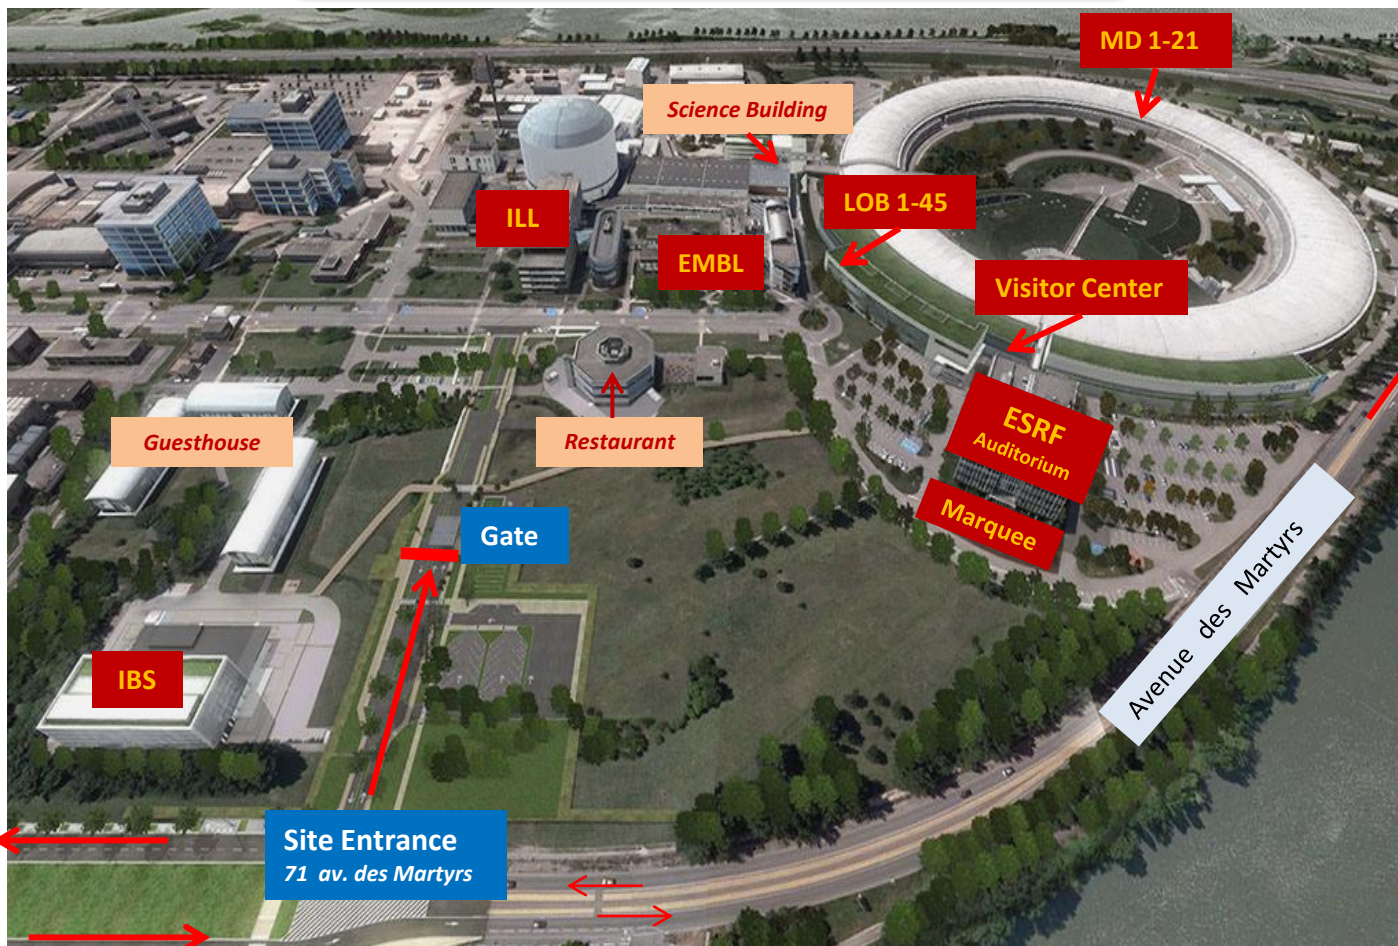 MD 1-21
Science Building
LOB 1-45
ILL
EMBL
Visitor Center
ESRF
Auditorium
Guesthouse
Restaurant
Marquee
Gate
Avenue des Martyrs
IBS
Site Entrance
71 av. des Martyrs